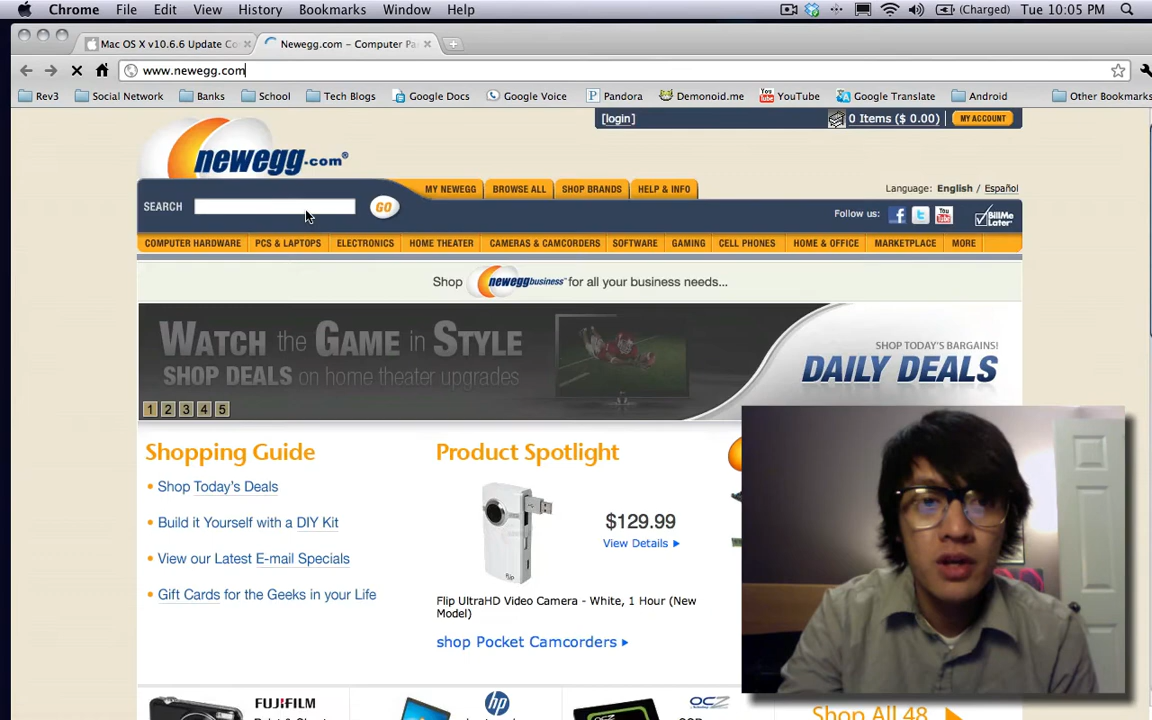 Chrome File Edit View History Bookmarks Window Help (Charged) Tue 10:05 PM
Mac OS X v10.6.6 Update Co Newegg.com – Computer Pa
www.newegg.com
Rev3 Social Network Banks School Tech Blogs Google Docs Google Voice Pandora Demonoid.me YouTube Google Translate Android Other Bookmarks
[login] 0 Items ($ 0.00) MY ACCOUNT
newegg.com®
MY NEWEGG BROWSE ALL SHOP BRANDS HELP & INFO Language: English / Español
SEARCH GO Follow us: f t You Tube BillMe Later®
COMPUTER HARDWARE PCS & LAPTOPS ELECTRONICS HOME THEATER CAMERAS & CAMCORDERS SOFTWARE GAMING CELL PHONES HOME & OFFICE MARKETPLACE MORE
Shop neweggbusiness for all your business needs...
WATCH the GAME in STYLE
SHOP DEALS on home theater upgrades
SHOP TODAY'S BARGAINS!
DAILY DEALS
1 2 3 4 5
Shopping Guide
Shop Today's Deals
Build it Yourself with a DIY Kit
View our Latest E-mail Specials
Gift Cards for the Geeks in your Life
Product Spotlight
$129.99
View Details
flip
Flip UltraHD Video Camera - White, 1 Hour (New
Model)
shop Pocket Camcorders
FUJIFILM
hp
OCZ
Shop All 48